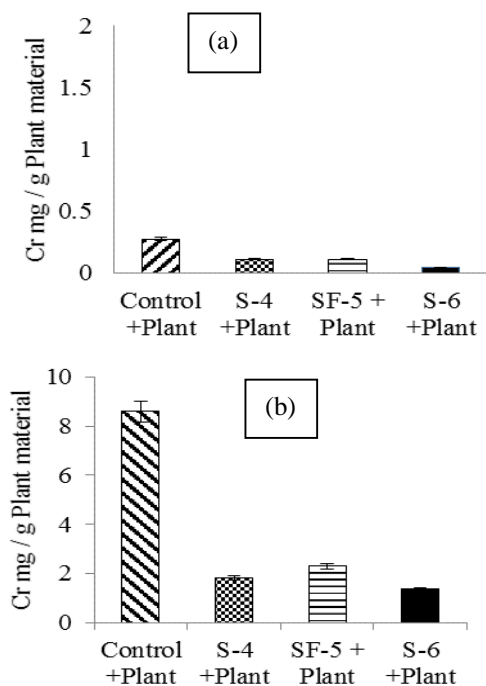 (a)
Cr mg / g Plant material
2
1.5
1
0.5
0
Control S-4 SF-5 + S-6
+Plant +Plant Plant +Plant
(b)
Cr mg / g Plant material
10
8
6
4
2
0
Control S-4 SF-5 + S-6
+Plant +Plant Plant +Plant